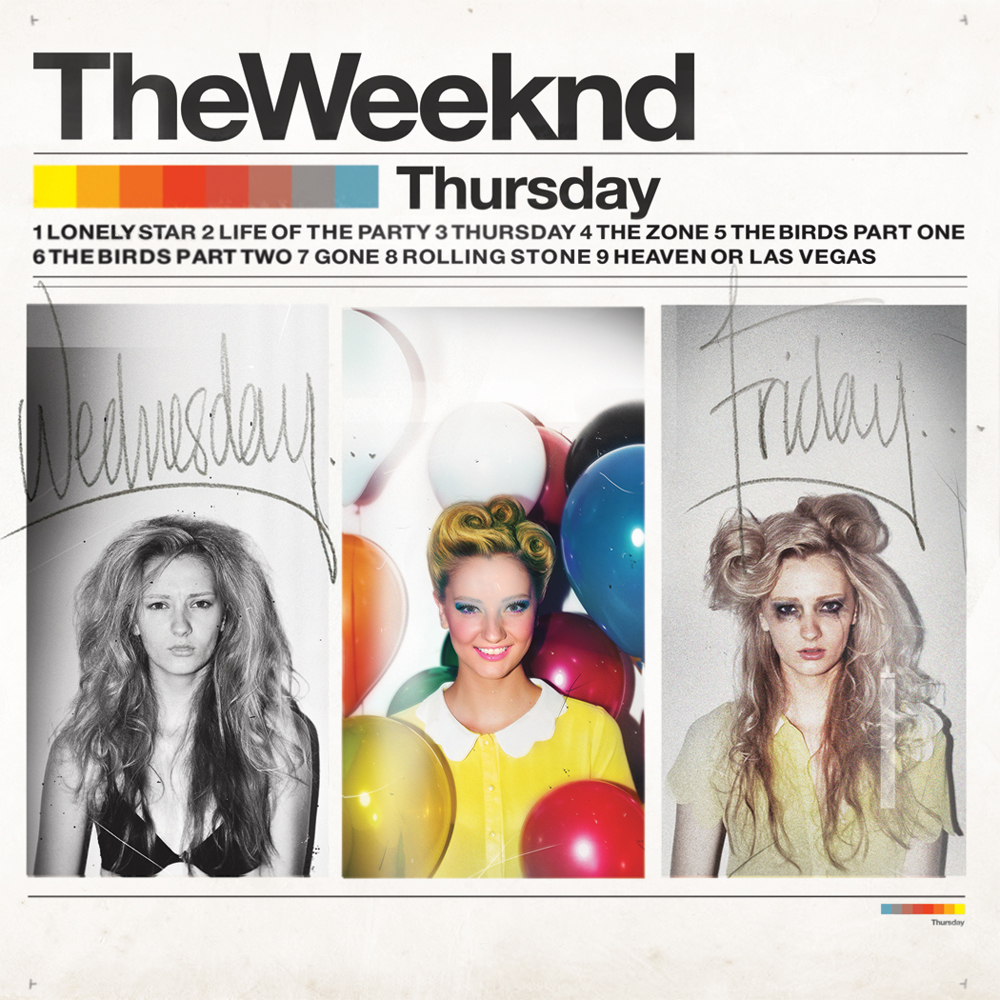 TheWeeknd
Thursday
1 LONELY STAR 2 LIFE OF THE PARTY 3 THURSDAY 4 THE ZONE 5 THE BIRDS PART ONE
6 THE BIRDS PART TWO 7 GONE 8 ROLLING STONE 9 HEAVEN OR LAS VEGAS
Wednesday...
Friday...
Thursday